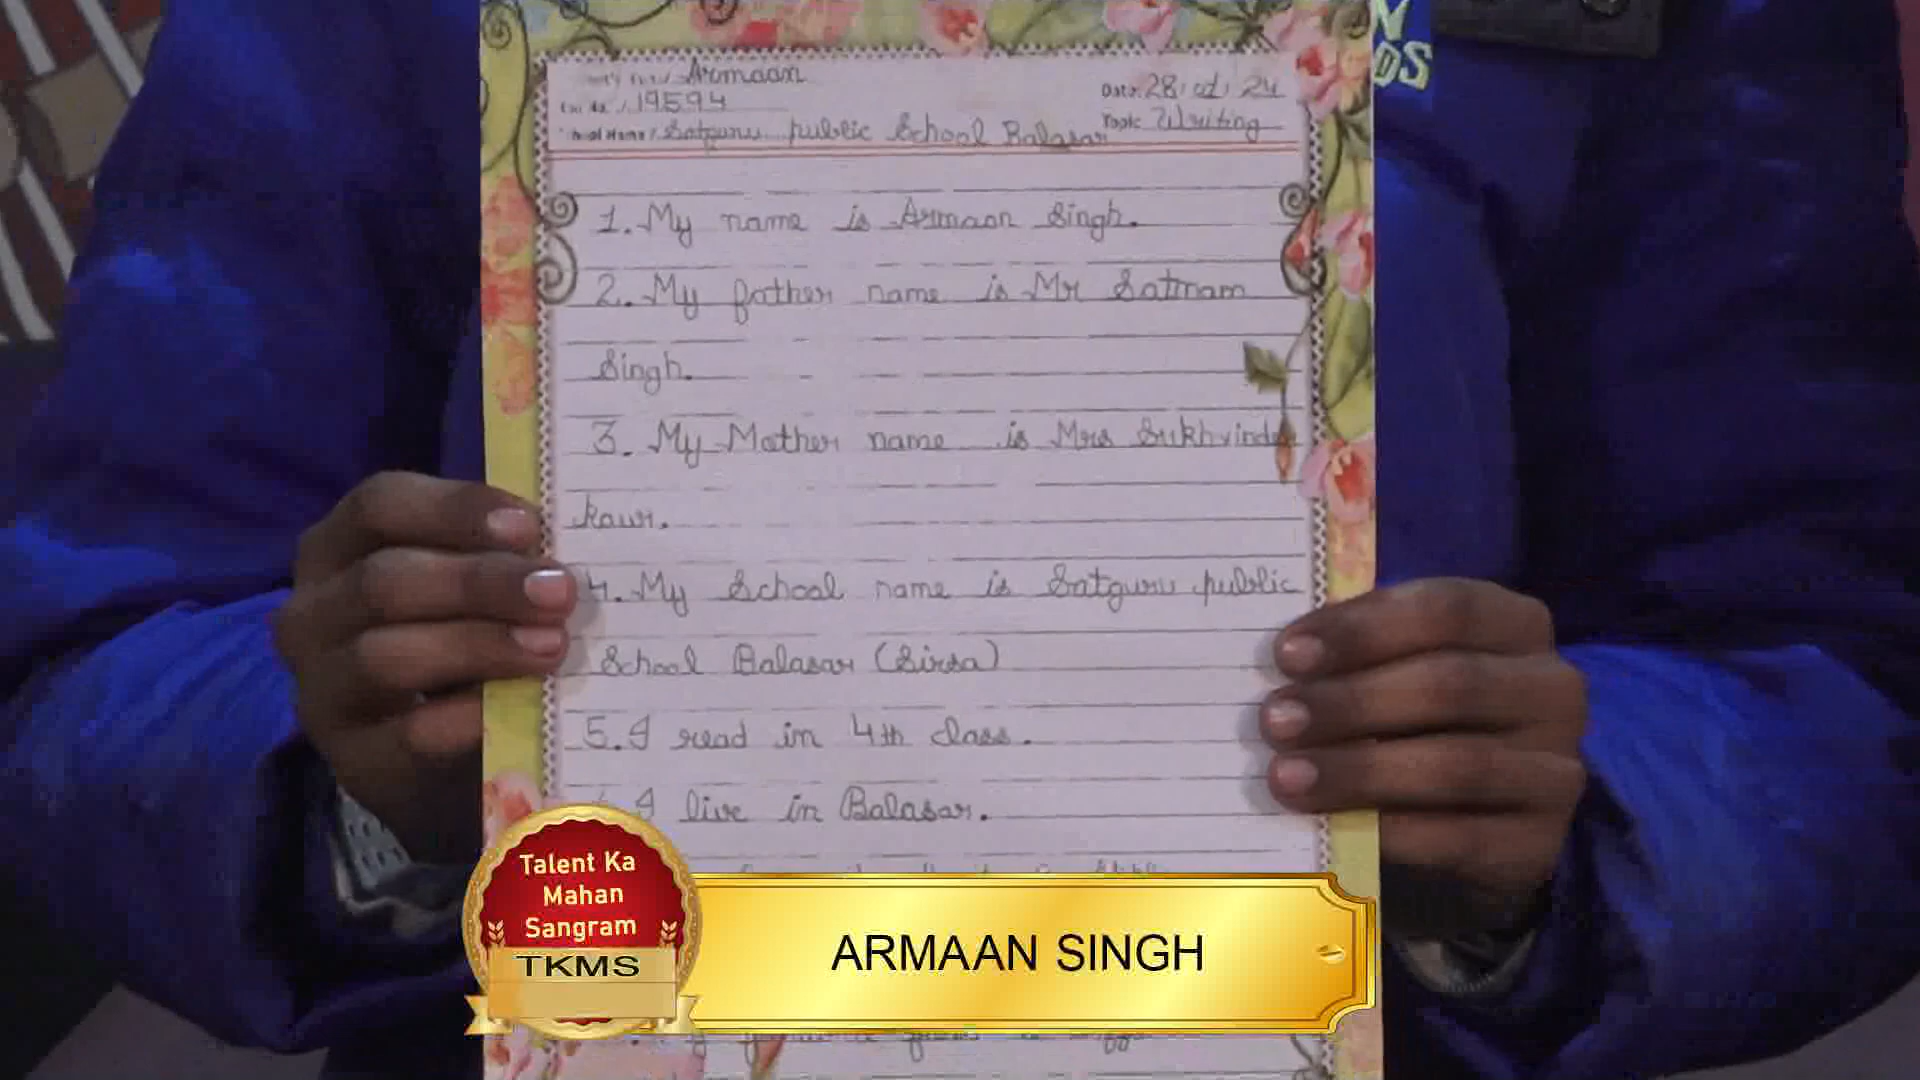 Armaan
19594
Date. 28/01/24
School Name / Satguru public School Balasar
Topic Writing
1. My name is Armaan Singh.
2. My father name is Mr Satnam
Singh.
3. My Mother name is Mrs Sukhvinder
kaur.
4. My School name is Satguru public
School Balasar (Sirsa)
5. I read in 4th class.
I live in Balasar.
Talent Ka
Mahan
Sangram
TKMS
ARMAAN SINGH